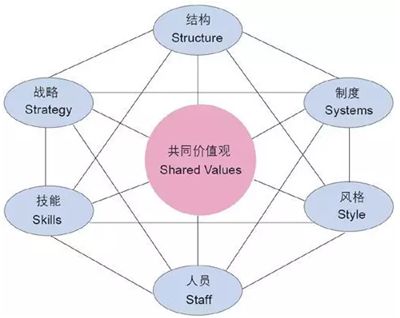 结构
Structure
战略
Strategy
制度
Systems
共同价值观
Shared Values
技能
Skills
风格
Style
人员
Staff